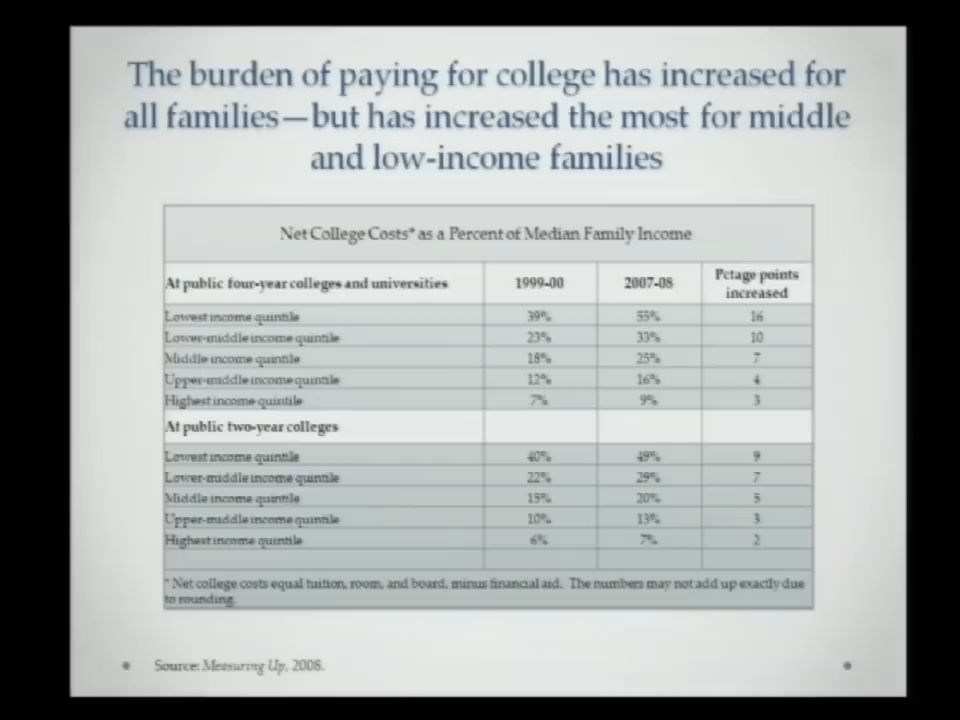 The burden of paying for college has increased for
all families—but has increased the most for middle
and low-income families
Net College Costs* as a Percent of Median Family Income
At public four-year colleges and universities 1999-00 2007-08 Pctage points increased
Lowest income quintile 39% 55% 16
Lower-middle income quintile 23% 33% 10
Middle income quintile 18% 25% 7
Upper-middle income quintile 12% 16% 4
Highest income quintile 7% 9% 3
At public two-year colleges
Lowest income quintile 40% 49% 9
Lower-middle income quintile 22% 29% 7
Middle income quintile 15% 20% 5
Upper-middle income quintile 10% 13% 3
Highest income quintile 6% 7% 2
* Net college costs equal tuition, room, and board, minus financial aid. The numbers may not add up exactly due
to rounding.
Source: Measuring Up, 2008.